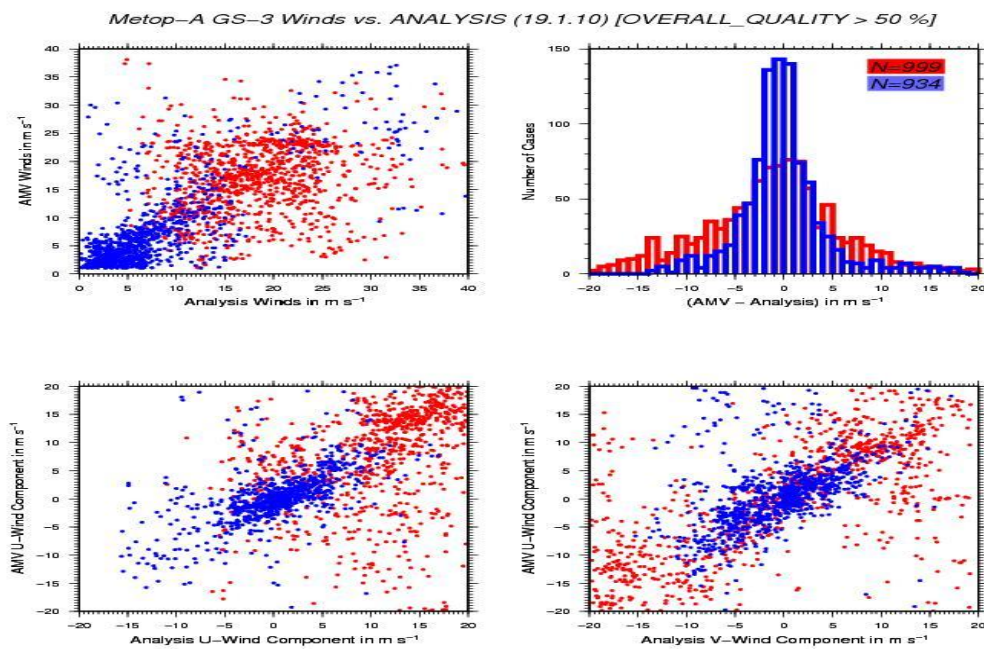 Metop-A GS-3 Winds vs. ANALYSIS (19.1.10) [OVERALL_QUALITY > 50 %]
40
35
30
25
20
15
10
5
0
AMV Winds in m s⁻¹
0 5 10 15 20 25 30 35 40
Analysis Winds in m s⁻¹
150
100
50
0
Number of Cases
N=999
N=934
−20 −15 −10 −5 0 5 10 15 20
(AMV − Analysis) in m s⁻¹
20
15
10
5
0
−5
−10
−15
−20
AMV U−Wind Component in m s⁻¹
−20 −15 −10 −5 0 5 10 15 20
Analysis U−Wind Component in m s⁻¹
20
15
10
5
0
−5
−10
−15
−20
AMV U−Wind Component in m s⁻¹
−20 −15 −10 −5 0 5 10 15 20
Analysis V−Wind Component in m s⁻¹